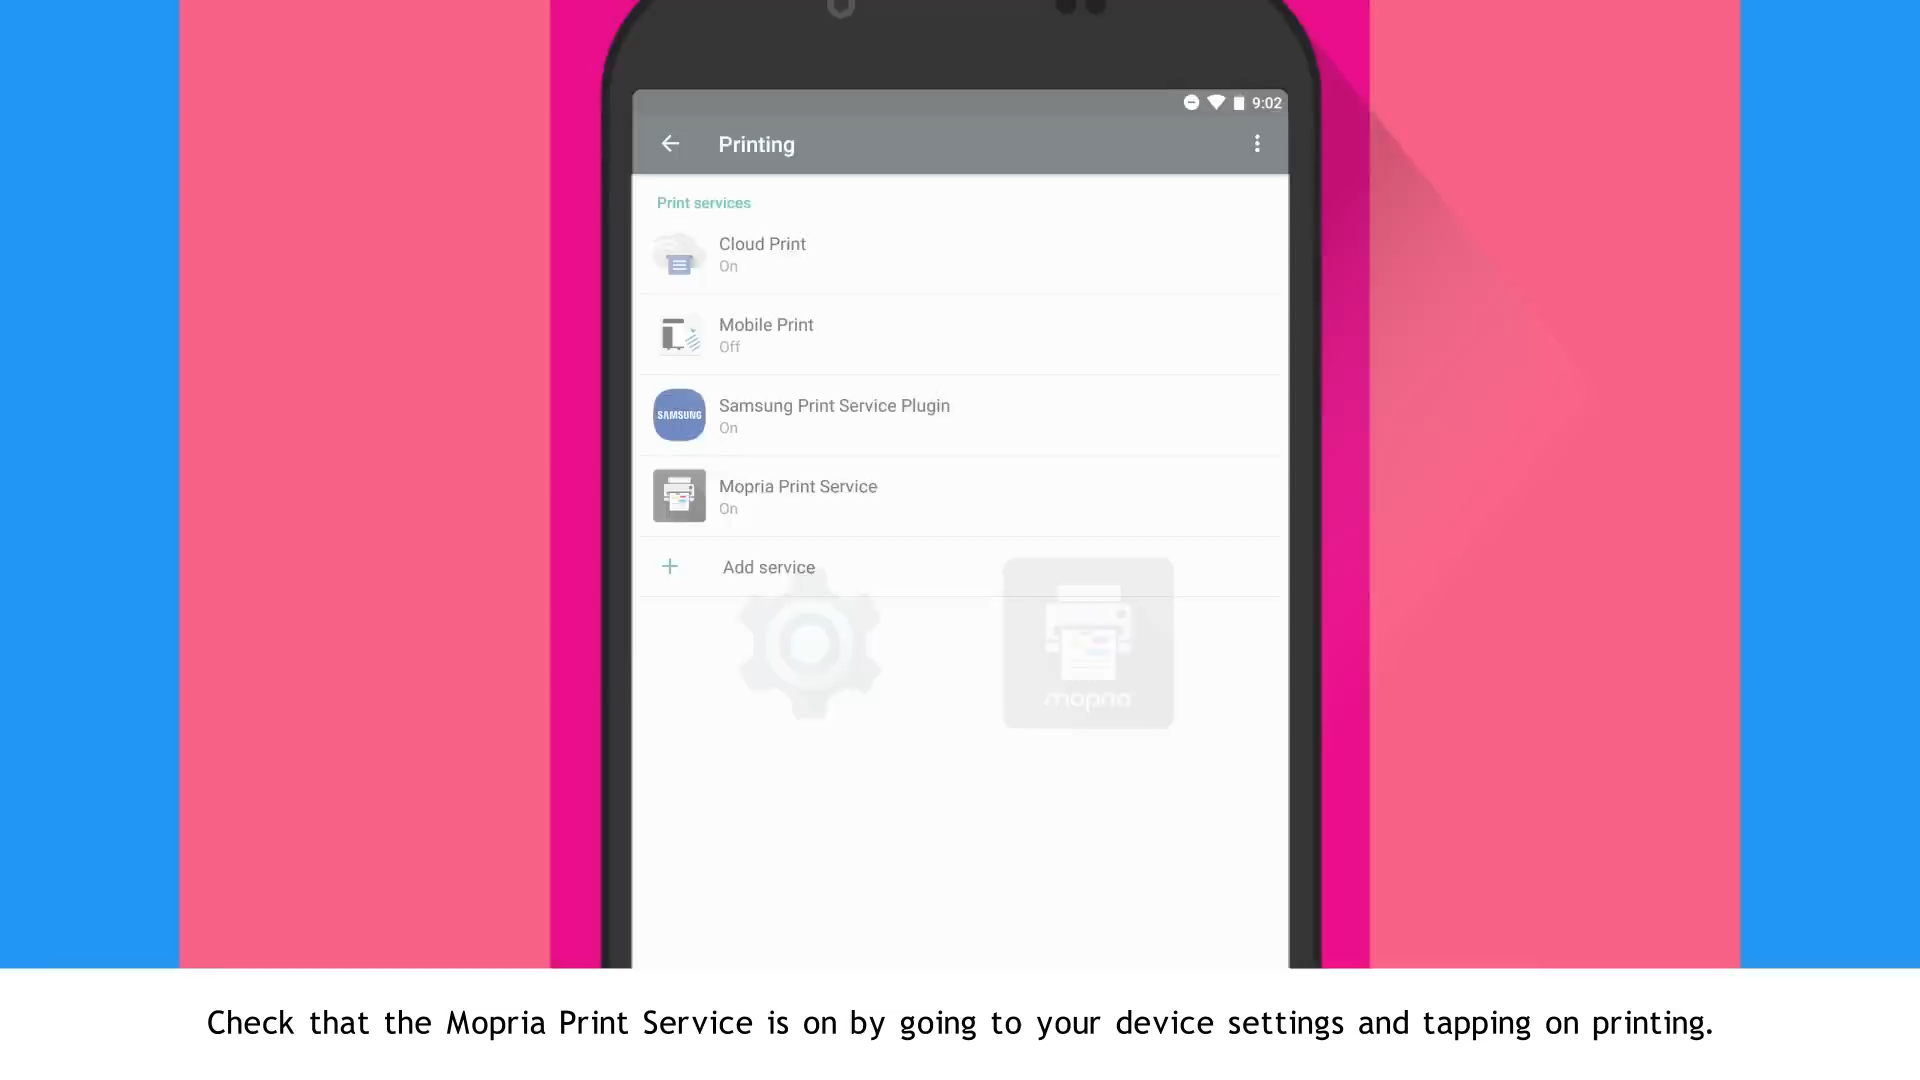 9:02
Printing
Print services
Cloud Print
On
Mobile Print
Off
SAMSUNG
Samsung Print Service Plugin
On
Mopria Print Service
On
Add service
mopria
Check that the Mopria Print Service is on by going to your device settings and tapping on printing.